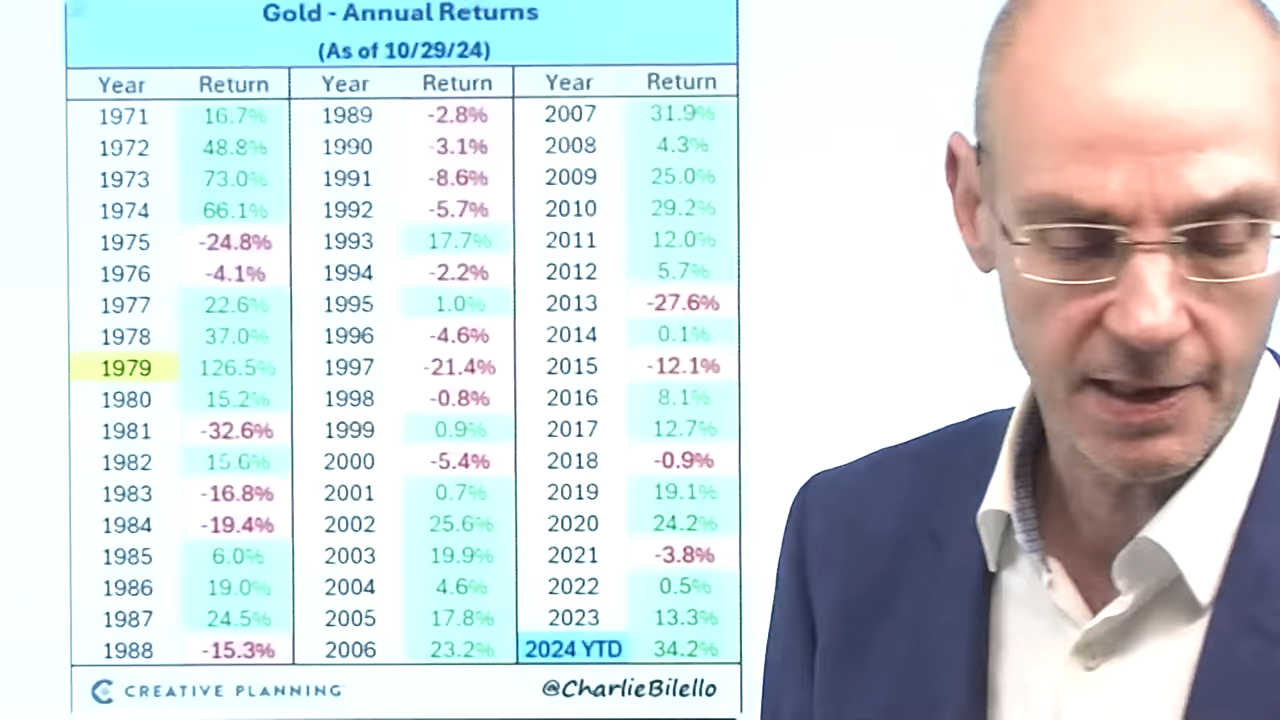 Gold - Annual Returns
(As of 10/29/24)
Year Return Year Return Year Return
1971 16.7% 1989 -2.8% 2007 31.9%
1972 48.8% 1990 -3.1% 2008 4.3%
1973 73.0% 1991 -8.6% 2009 25.0%
1974 66.1% 1992 -5.7% 2010 29.2%
1975 -24.8% 1993 17.7% 2011 12.0%
1976 -4.1% 1994 -2.2% 2012 5.7%
1977 22.6% 1995 1.0% 2013 -27.6%
1978 37.0% 1996 -4.6% 2014 0.1%
1979 126.5% 1997 -21.4% 2015 -12.1%
1980 15.2% 1998 -0.8% 2016 8.1%
1981 -32.6% 1999 0.9% 2017 12.7%
1982 15.6% 2000 -5.4% 2018 -0.9%
1983 -16.8% 2001 0.7% 2019 19.1%
1984 -19.4% 2002 25.6% 2020 24.2%
1985 6.0% 2003 19.9% 2021 -3.8%
1986 19.0% 2004 4.6% 2022 0.5%
1987 24.5% 2005 17.8% 2023 13.3%
1988 -15.3% 2006 23.2% 2024 YTD 34.2%
CREATIVE PLANNING @CharlieBilello